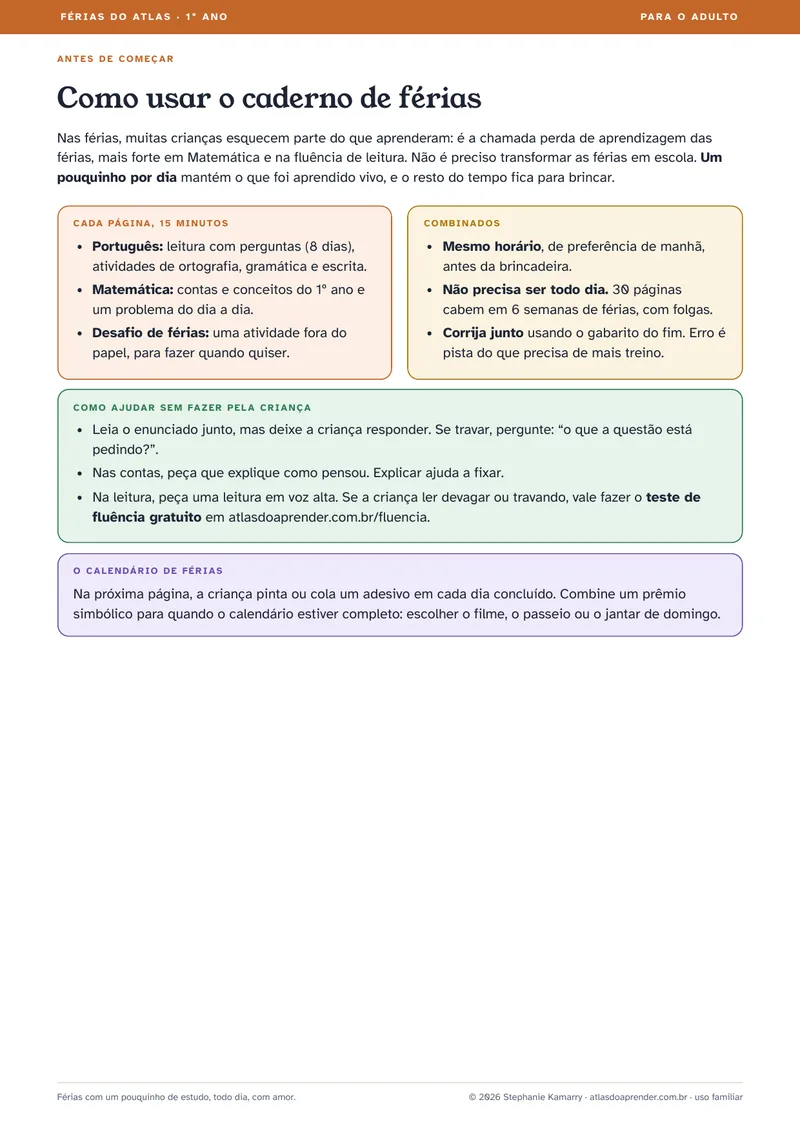 FÉRIAS DO ATLAS · 1º ANO
PARA O ADULTO
ANTES DE COMEÇAR
Como usar o caderno de férias
Nas férias, muitas crianças esquecem parte do que aprenderam: é a chamada perda de aprendizagem das
férias, mais forte em Matemática e na fluência de leitura. Não é preciso transformar as férias em escola. Um
pouquinho por dia mantém o que foi aprendido vivo, e o resto do tempo fica para brincar.
CADA PÁGINA, 15 MINUTOS
• Português: leitura com perguntas (8 dias),
atividades de ortografia, gramática e escrita.
• Matemática: contas e conceitos do 1º ano e
um problema do dia a dia.
• Desafio de férias: uma atividade fora do
papel, para fazer quando quiser.
COMBINADOS
• Mesmo horário, de preferência de manhã,
antes da brincadeira.
• Não precisa ser todo dia. 30 páginas
cabem em 6 semanas de férias, com folgas.
• Corrija junto usando o gabarito do fim. Erro é
pista do que precisa de mais treino.
COMO AJUDAR SEM FAZER PELA CRIANÇA
• Leia o enunciado junto, mas deixe a criança responder. Se travar, pergunte: “o que a questão está
pedindo?”.
• Nas contas, peça que explique como pensou. Explicar ajuda a fixar.
• Na leitura, peça uma leitura em voz alta. Se a criança ler devagar ou travando, vale fazer o teste de
fluência gratuito em atlasdoaprender.com.br/fluencia.
O CALENDÁRIO DE FÉRIAS
Na próxima página, a criança pinta ou cola um adesivo em cada dia concluído. Combine um prêmio
simbólico para quando o calendário estiver completo: escolher o filme, o passeio ou o jantar de domingo.
Férias com um pouquinho de estudo, todo dia, com amor.
© 2026 Stephanie Kamarry · atlasdoaprender.com.br · uso familiar